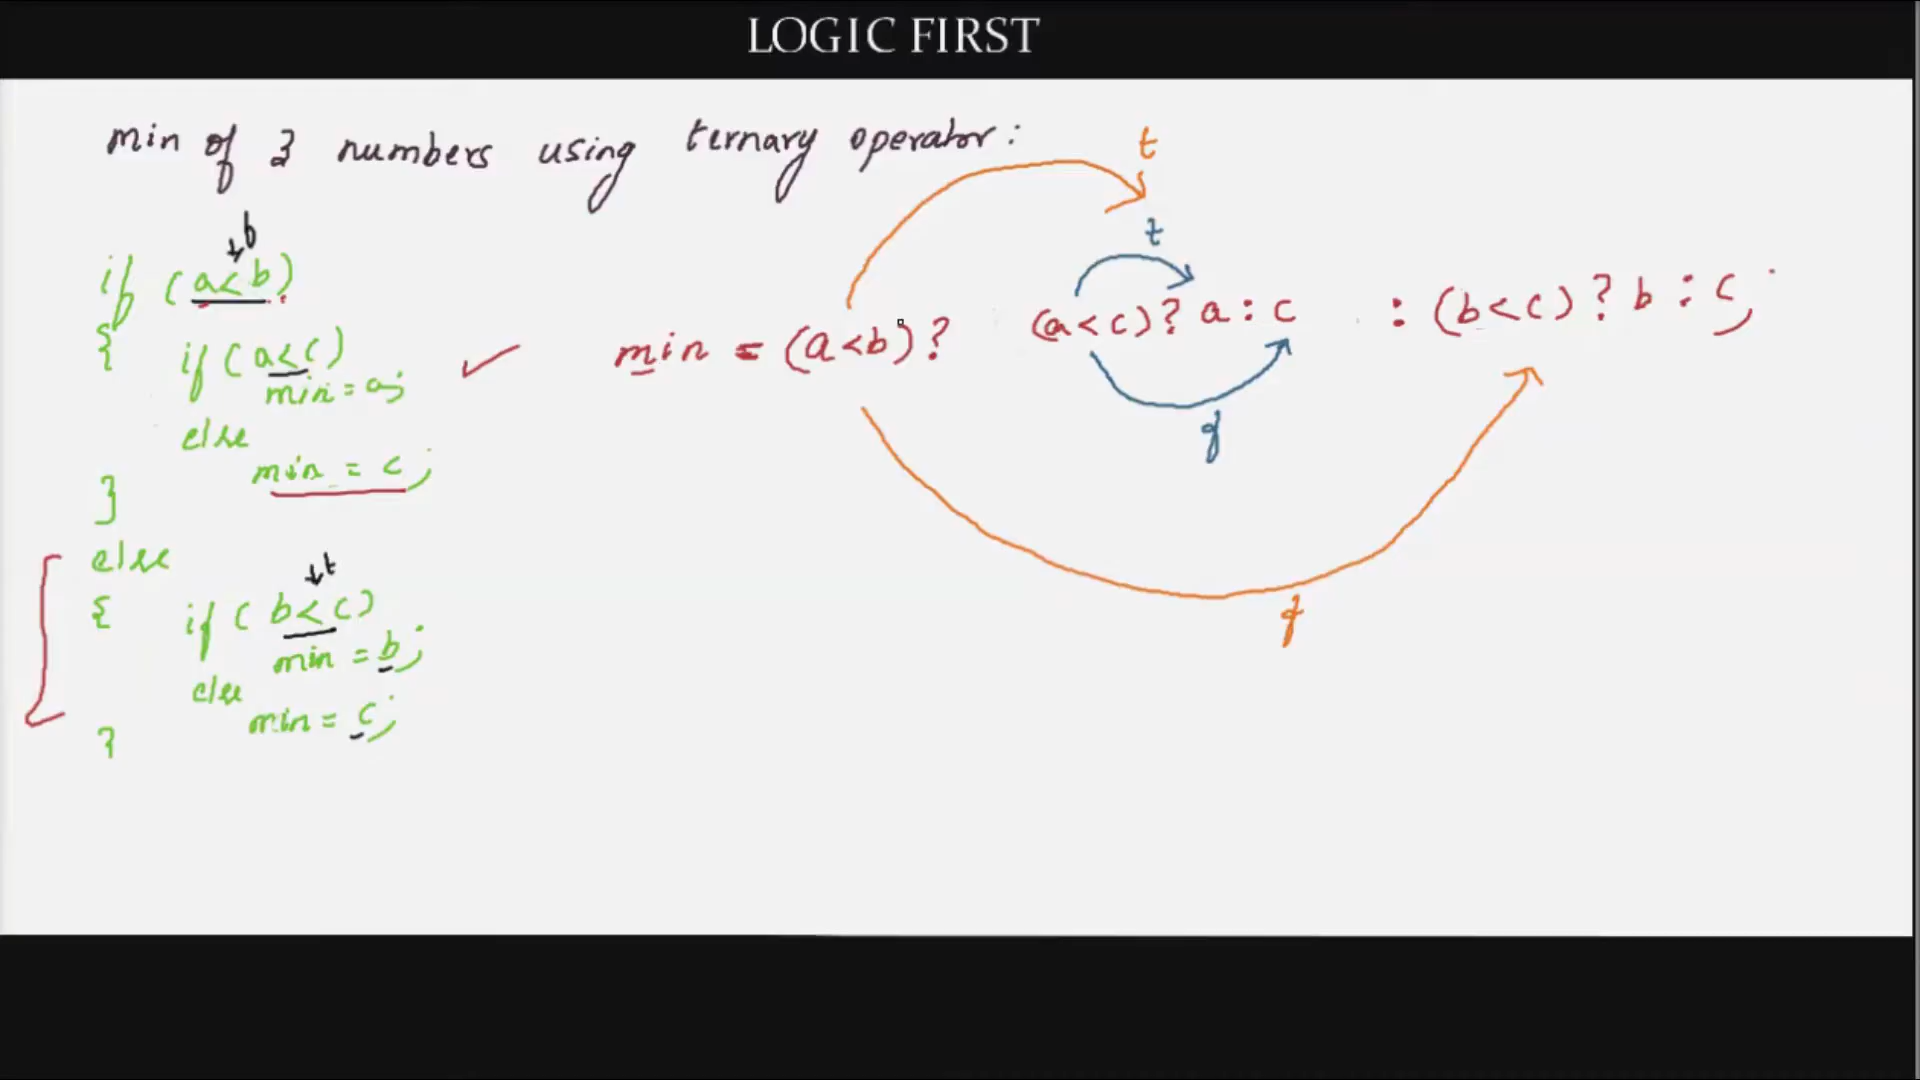 LOGIC FIRST
min of 3 numbers using ternary operator:
t
b
t
if (a<b)
{
if (a<c)
min = a;
min = (a<b)? (a<c)? a : c : (b<c)? b : c;
else
f
min = c;
}
else
t
{
if (b<c)
f
min = b;
else
min = c;
}